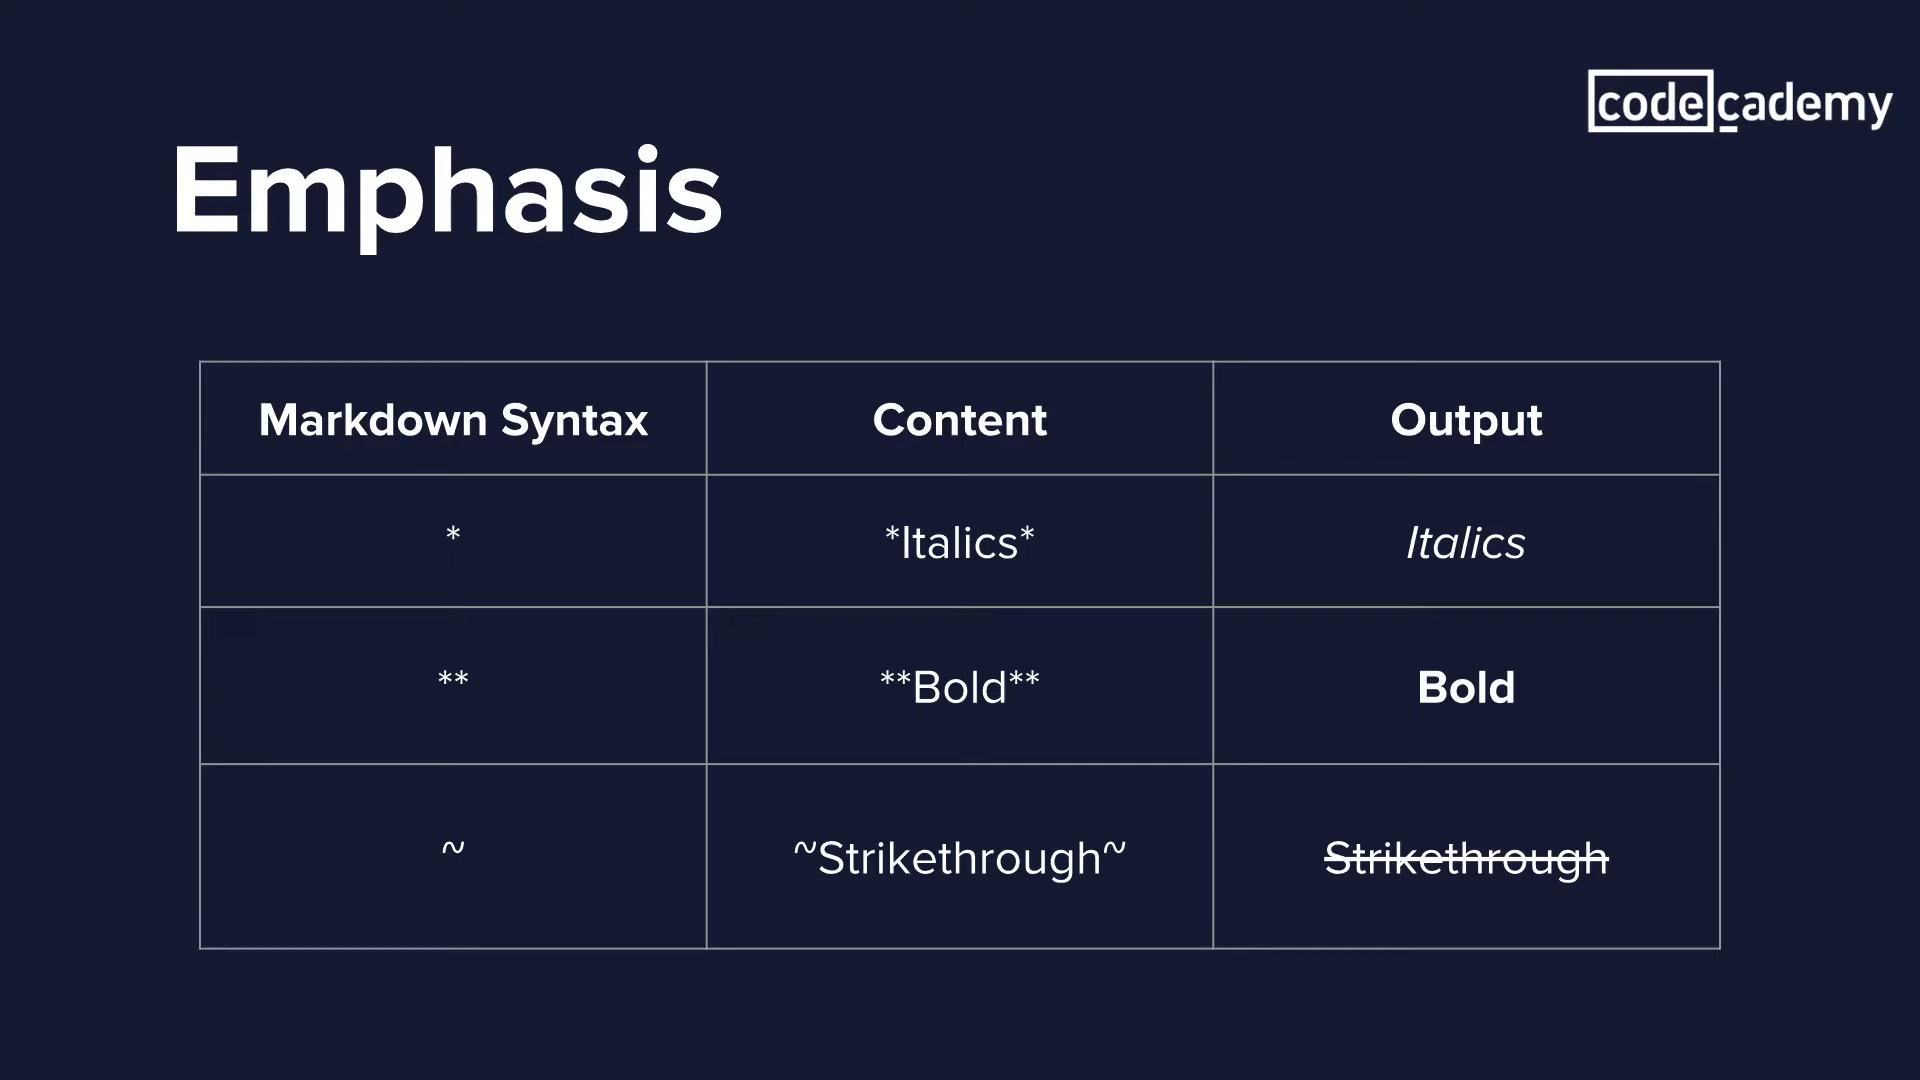 codecademy
Emphasis
Markdown Syntax Content Output
* *Italics* Italics
** **Bold** Bold
~ ~Strikethrough~ Strikethrough